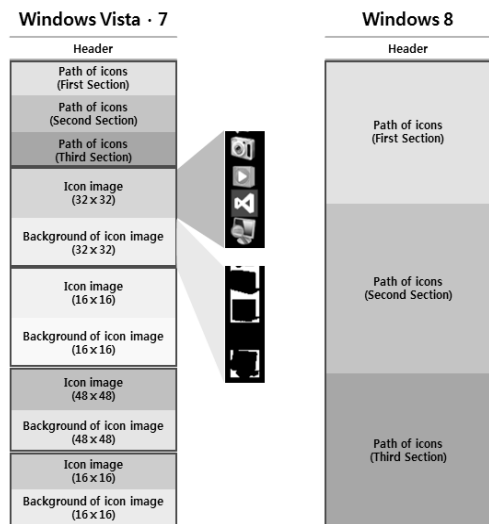 Windows Vista · 7
Header
Path of icons
(First Section)
Path of icons
(Second Section)
Path of icons
(Third Section)
Icon image
(32 x 32)
Background of icon image
(32 x 32)
Icon image
(16 x 16)
Background of icon image
(16 x 16)
Icon image
(48 x 48)
Background of icon image
(48 x 48)
Icon image
(16 x 16)
Background of icon image
(16 x 16)
Windows 8
Header
Path of icons
(First Section)
Path of icons
(Second Section)
Path of icons
(Third Section)